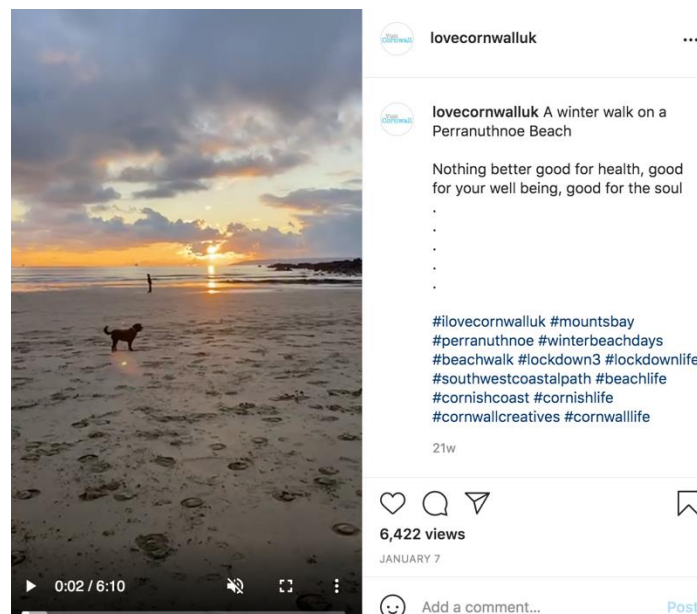 lovecornwalluk
...
Visit
Cornwall
lovecornwalluk A winter walk on a
Perranuthnoe Beach
Nothing better good for health, good
for your well being, good for the soul
.
.
.
.
.
#ilovecornwalluk #mountsbay
#perranuthnoe #winterbeachdays
#beachwalk #lockdown3 #lockdownlife
#southwestcoastalpath #beachlife
#cornishcoast #cornishlife
#cornwallcreatives #cornwalllife
21w
6,422 views
JANUARY 7
Add a comment...
Post
0:02 / 6:10